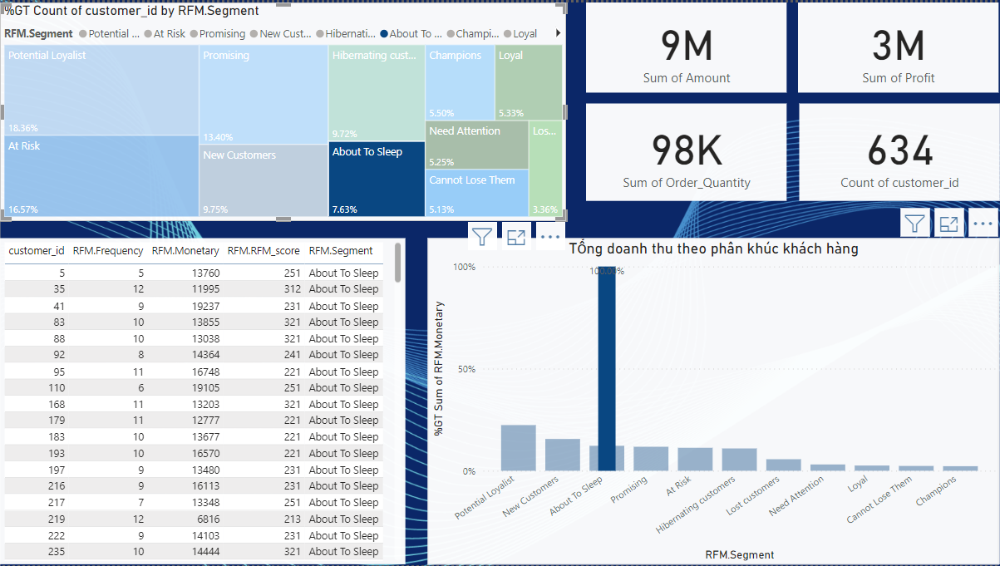 %GT Count of customer_id by RFM.Segment
RFM.Segment Potential ... At Risk Promising New Cust... Hibernati... About To ... Champi... Loyal
Potential Loyalist
18.36%
At Risk
16.57%
Promising
13.40%
New Customers
9.75%
Hibernating cust...
9.72%
About To Sleep
7.63%
Champions
5.50%
Loyal
5.33%
Need Attention
5.25%
Cannot Lose Them
5.13%
Los...
3.36%
9M
Sum of Amount
3M
Sum of Profit
98K
Sum of Order_Quantity
634
Count of customer_id
customer_id RFM.Frequency RFM.Monetary RFM.RFM_score RFM.Segment
5 5 13760 251 About To Sleep
35 12 11995 312 About To Sleep
41 9 19237 231 About To Sleep
83 10 13855 321 About To Sleep
88 10 13038 321 About To Sleep
92 8 14364 241 About To Sleep
95 11 16748 221 About To Sleep
110 6 19105 251 About To Sleep
168 11 13203 321 About To Sleep
179 11 12777 221 About To Sleep
183 10 13677 221 About To Sleep
193 10 16570 221 About To Sleep
197 9 13480 231 About To Sleep
216 9 16113 231 About To Sleep
217 7 13348 251 About To Sleep
219 12 6816 213 About To Sleep
222 9 14103 231 About To Sleep
235 10 14444 321 About To Sleep
Tổng doanh thu theo phân khúc khách hàng
%GT Sum of RFM.Monetary
100%
50%
0%
100.00%
Potential Loyalist
New Customers
About To Sleep
Promising
At Risk
Hibernating customers
Lost customers
Need Attention
Loyal
Cannot Lose Them
Champions
RFM.Segment